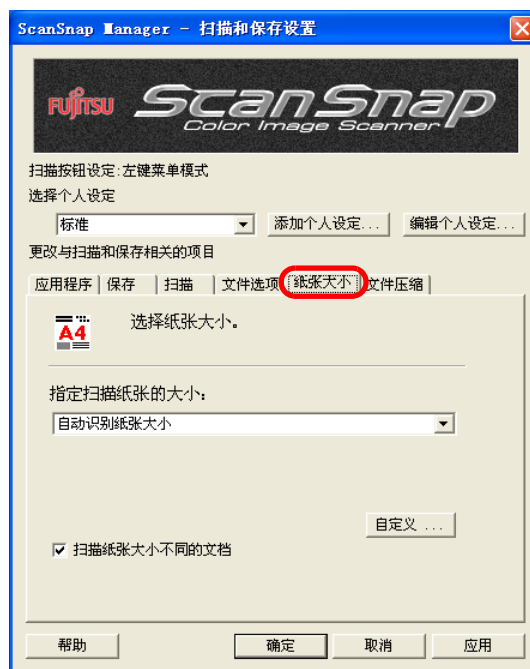 ScanSnap Manager - 扫描和保存设置
FUJITSU ScanSnap
Color Image Scanner
扫描按钮设定:左键菜单模式
选择个人设定
标准 添加个人设定... 编辑个人设定...
更改与扫描和保存相关的项目
应用程序 保存 扫描 文件选项 纸张大小 文件压缩
A4 选择纸张大小。
指定扫描纸张的大小:
自动识别纸张大小
自定义 ...
扫描纸张大小不同的文档
帮助 确定 取消 应用